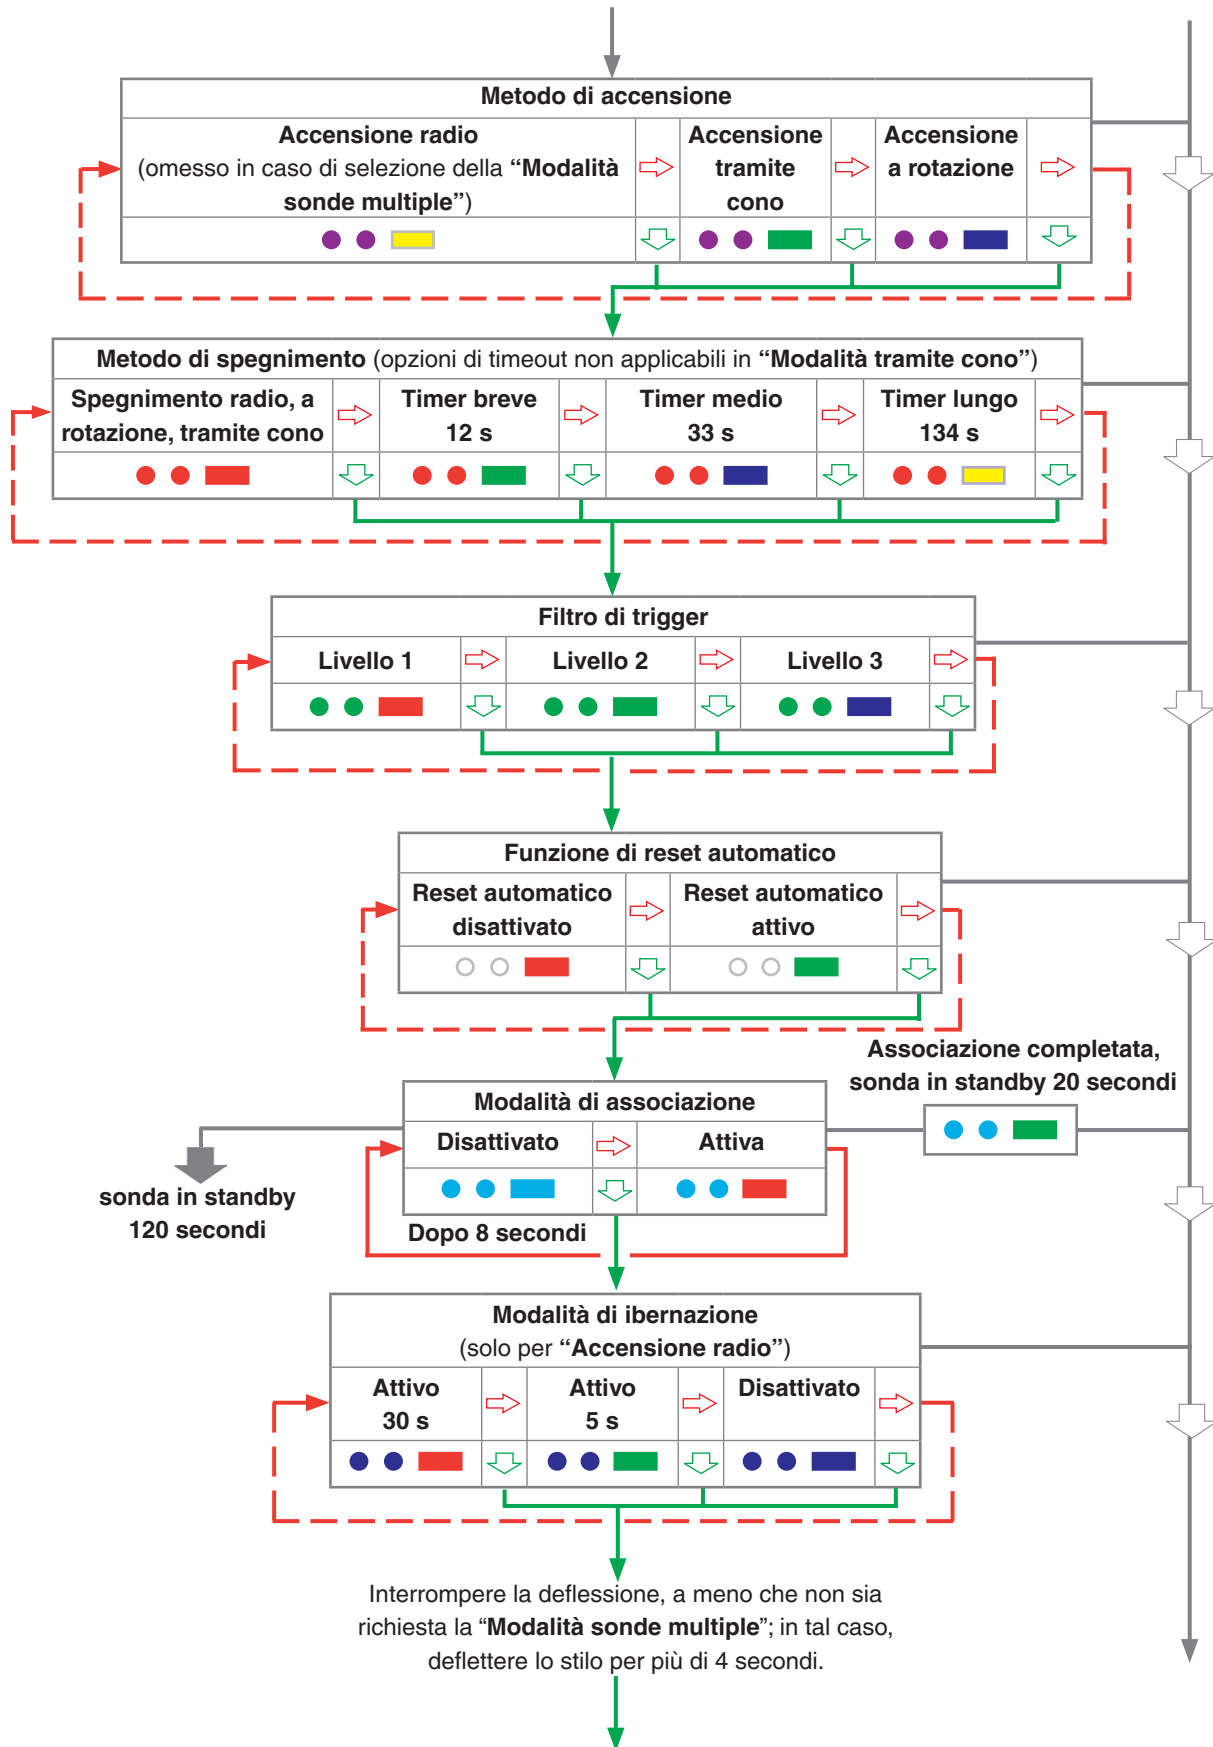 Metodo di accensione
Accensione radio
(omesso in caso di selezione della “Modalità
sonde multiple”)
Accensione
tramite
cono
Accensione
a rotazione
Metodo di spegnimento (opzioni di timeout non applicabili in “Modalità tramite cono”)
Spegnimento radio, a
rotazione, tramite cono
Timer breve
12 s
Timer medio
33 s
Timer lungo
134 s
Filtro di trigger
Livello 1
Livello 2
Livello 3
Funzione di reset automatico
Reset automatico
disattivato
Reset automatico
attivo
Associazione completata,
sonda in standby 20 secondi
Modalità di associazione
Disattivato
Attiva
sonda in standby
120 secondi
Dopo 8 secondi
Modalità di ibernazione
(solo per “Accensione radio”)
Attivo
30 s
Attivo
5 s
Disattivato
Interrompere la deflessione, a meno che non sia
richiesta la “Modalità sonde multiple”; in tal caso,
deflettere lo stilo per più di 4 secondi.